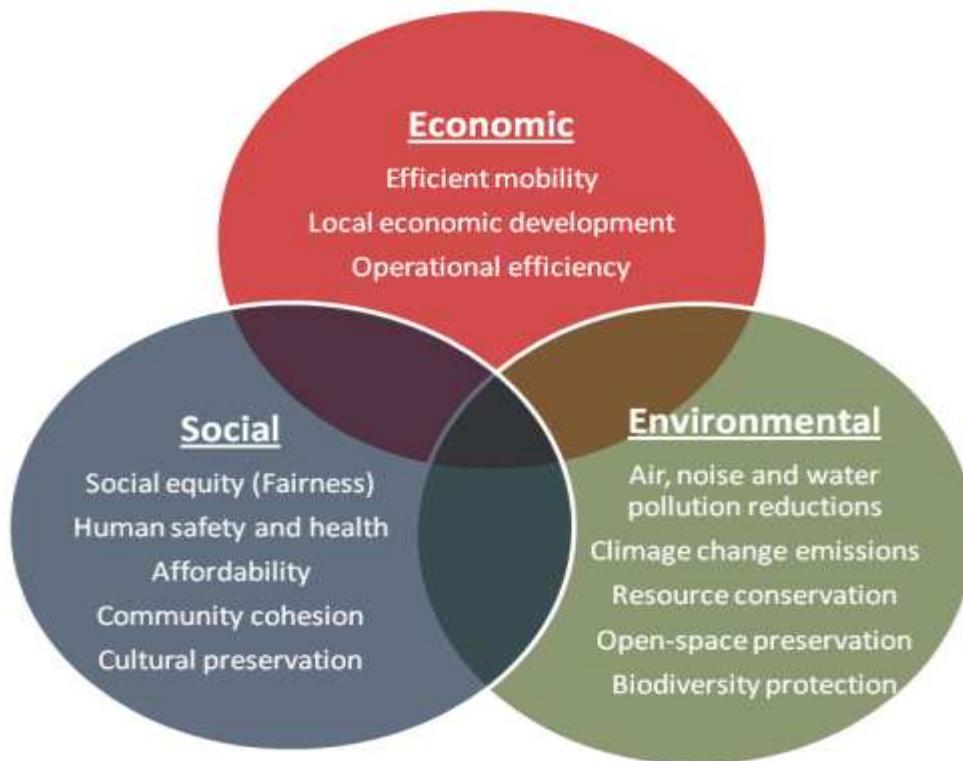 Economic
Efficient mobility
Local economic development
Operational efficiency
Social
Social equity (Fairness)
Human safety and health
Affordability
Community cohesion
Cultural preservation
Environmental
Air, noise and water
pollution reductions
Climage change emissions
Resource conservation
Open-space preservation
Biodiversity protection